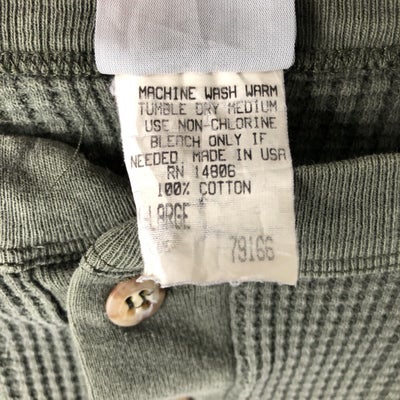 MACHINE WASH WARM
TUMBLE DRY MEDIUM
USE NON-CHLORINE
BLEACH ONLY IF
NEEDED, MADE IN USA
RN 14806
100% COTTON
LARGE
79166